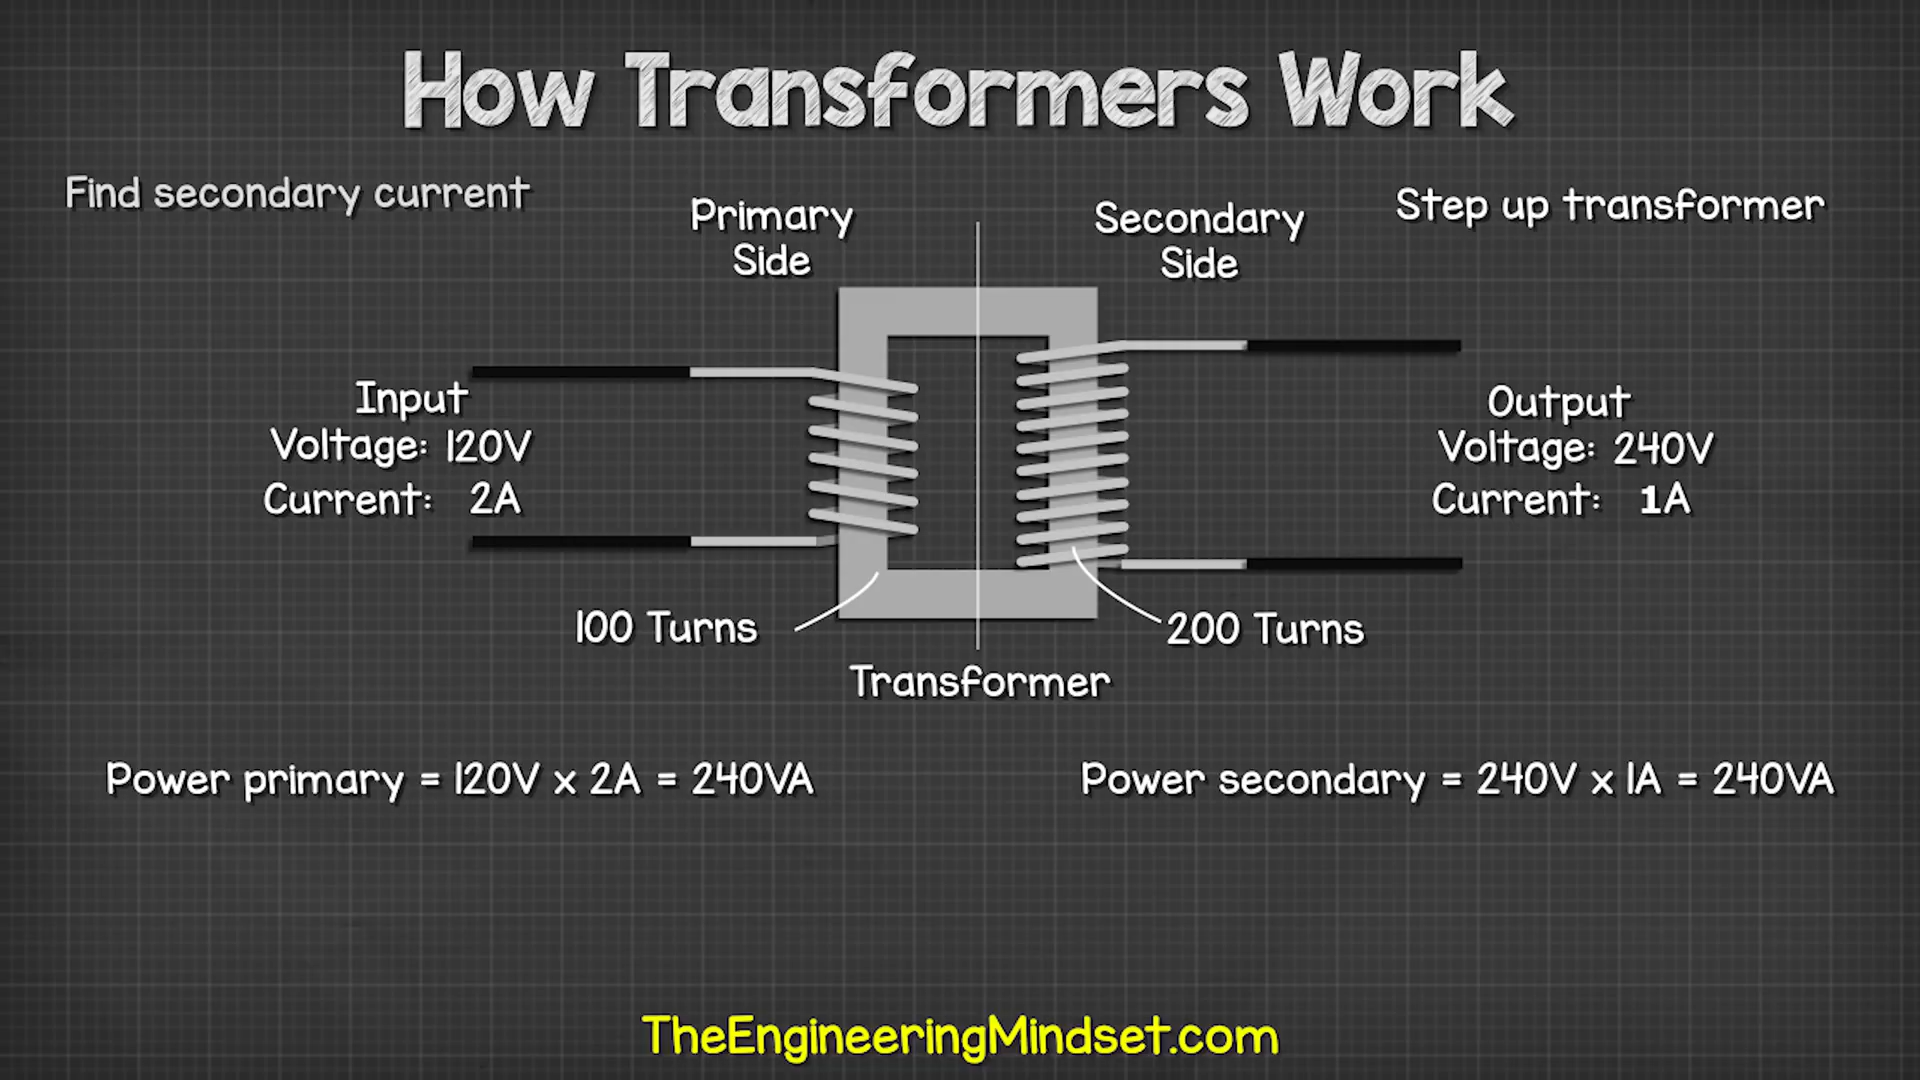 How Transformers Work
Find secondary current
Primary
Side
Secondary
Side
Step up transformer
Input
Voltage: 120V
Current: 2A
Output
Voltage: 240V
Current: 1A
100 Turns
200 Turns
Transformer
Power primary = 120V x 2A = 240VA
Power secondary = 240V x 1A = 240VA
TheEngineeringMindset.com